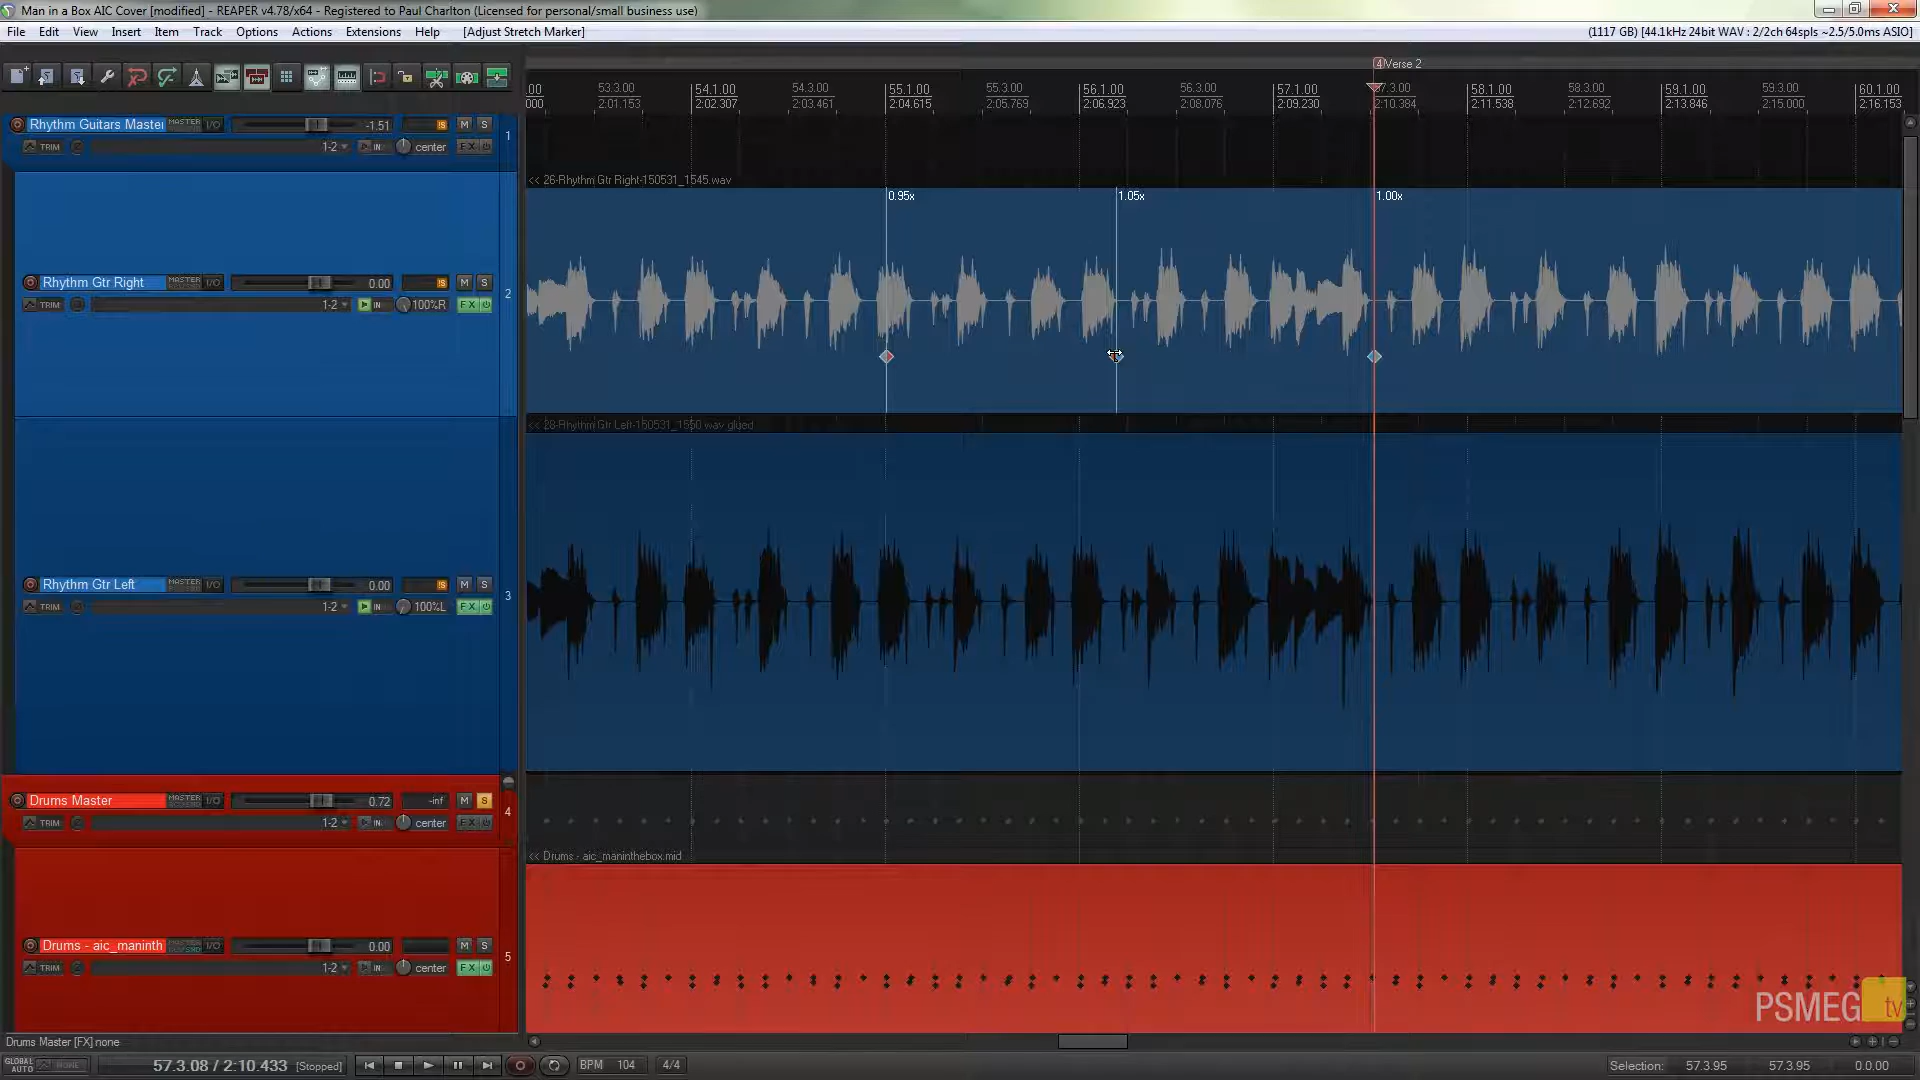 Man in a Box AIC Cover [modified] - REAPER v4.78/x64 - Registered to Paul Charlton (Licensed for personal/small business use)
File Edit View Insert Item Track Options Actions Extensions Help [Adjust Stretch Marker]
(1117 GB) [44.1kHz 24bit WAV : 2/2ch 64spls ~2.5/5.0ms ASIO]
4 Verse 2
.00 53.3.00 54.1.00 54.3.00 55.1.00 55.3.00 56.1.00 56.3.00 57.1.00 57.3.00 58.1.00 58.3.00 59.1.00 59.3.00 60.1.00
000 2:01.153 2:02.307 2:03.461 2:04.615 2:05.769 2:06.923 2:08.076 2:09.230 2:10.384 2:11.538 2:12.692 2:13.846 2:15.000 2:16.153
Rhythm Guitars Master MASTER I/O -1.51 M S 1
TRIM 1-2 IN center FX
<< 26-Rhythm Gtr Right-150531_1545.wav
0.95x 1.05x 1.00x
Rhythm Gtr Right MASTER I/O 0.00 M S 2
TRIM 1-2 IN 100%R FX
<< 28-Rhythm Gtr Left-150531_1550.wav glued
Rhythm Gtr Left MASTER I/O 0.00 M S 3
TRIM 1-2 IN 100%L FX
Drums Master MASTER I/O 0.72 -inf M S 4
TRIM 1-2 IN center FX
<< Drums - aic_maninthebox.mid
Drums - aic_maninth MASTER I/O 0.00 M S 5
TRIM 1-2 IN center FX
PSMEG tv
Drums Master [FX] none
GLOBAL AUTO NONE 57.3.08 / 2:10.433 [Stopped] BPM 104 4/4 Selection: 57.3.95 57.3.95 0.0.00